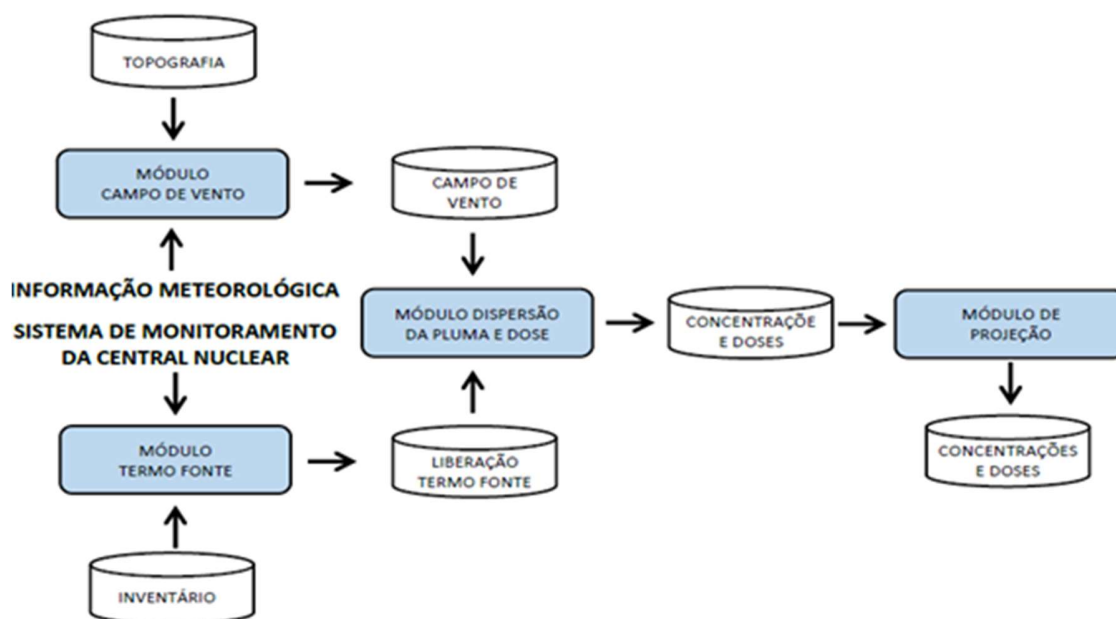 TOPOGRAFIA
MÓDULO
CAMPO DE VENTO
CAMPO DE
VENTO
INFORMAÇÃO METEOROLÓGICA
SISTEMA DE MONITORAMENTO
DA CENTRAL NUCLEAR
MÓDULO DISPERSÃO
DA PLUMA E DOSE
CONCENTRAÇÕE
E DOSES
MÓDULO DE
PROJEÇÃO
MÓDULO
TERMO FONTE
LIBERAÇÃO
TERMO FONTE
CONCENTRAÇÕES
E DOSES
INVENTÁRIO